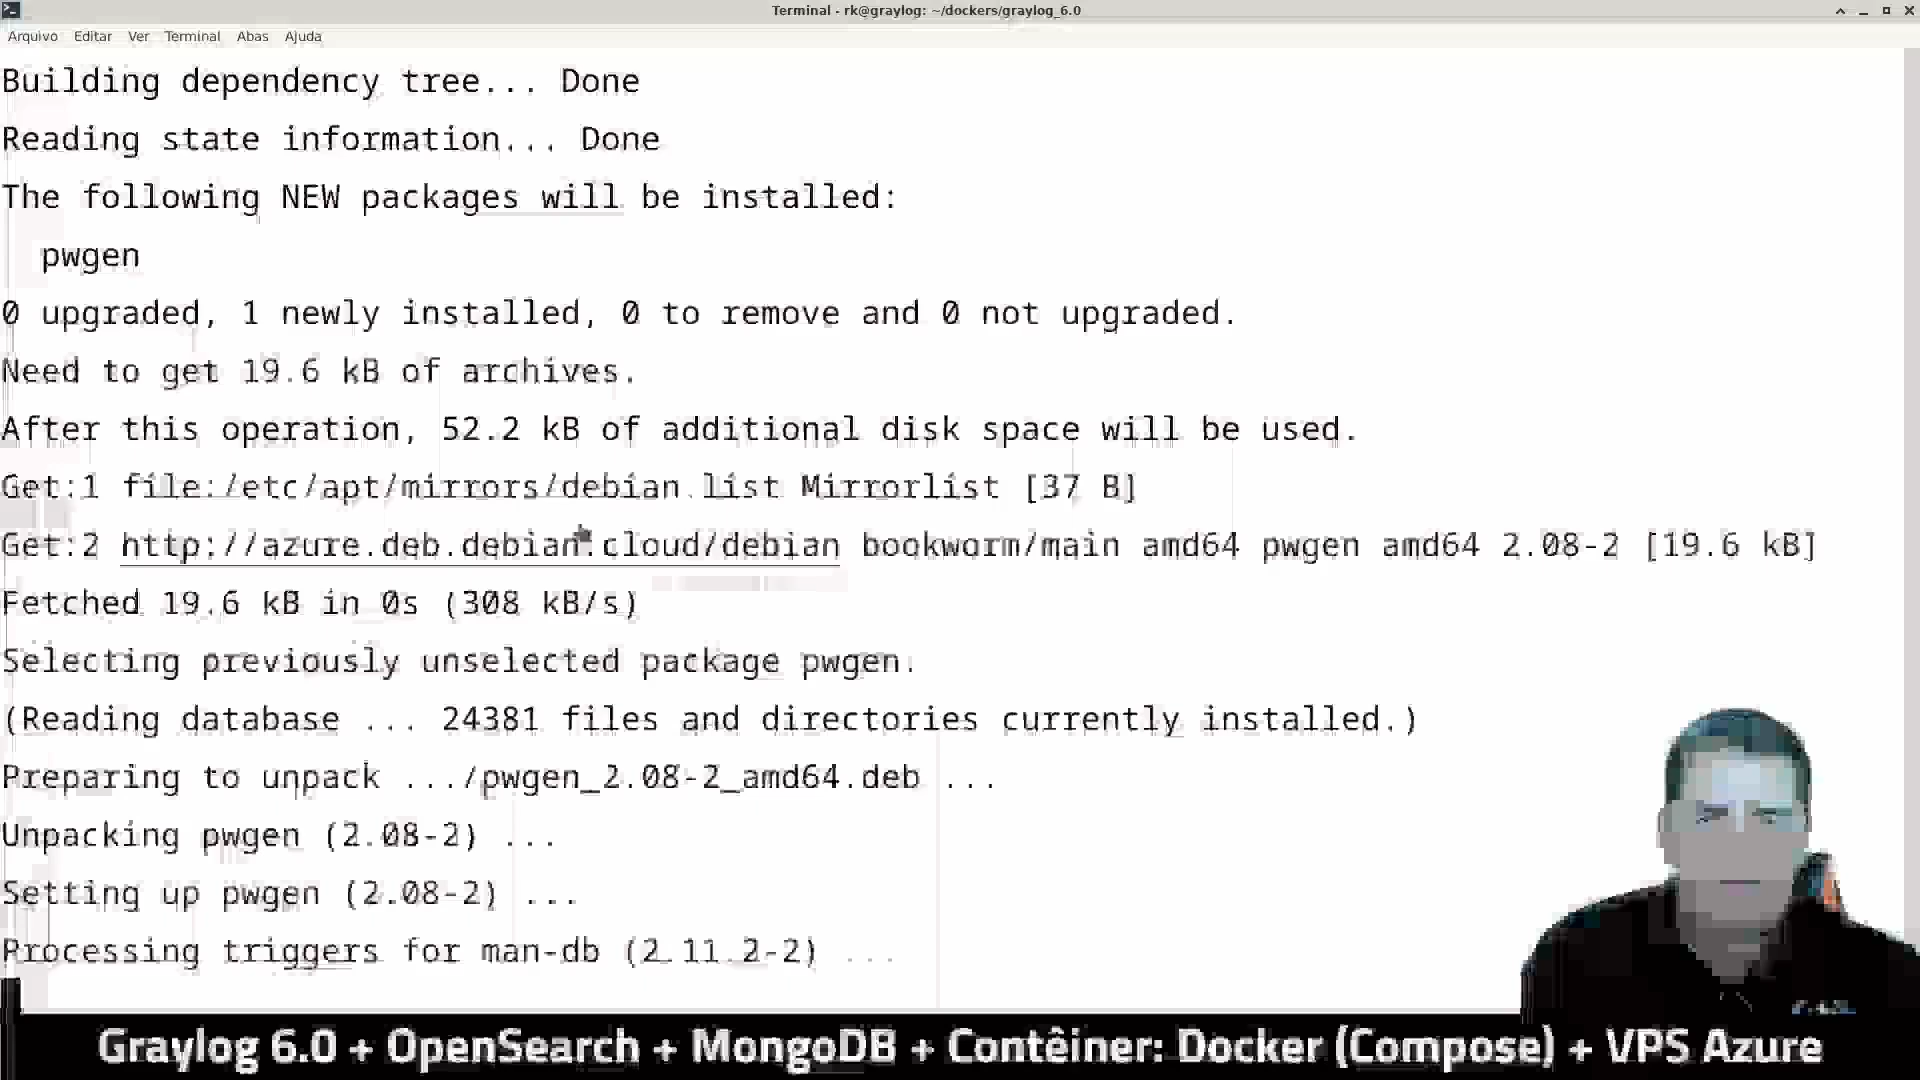 Terminal - rk@graylog: ~/dockers/graylog_6.0
Arquivo Editar Ver Terminal Abas Ajuda
Building dependency tree... Done
Reading state information... Done
The following NEW packages will be installed:
pwgen
0 upgraded, 1 newly installed, 0 to remove and 0 not upgraded.
Need to get 19.6 kB of archives.
After this operation, 52.2 kB of additional disk space will be used.
Get:1 file:/etc/apt/mirrors/debian.list Mirrorlist [37 B]
Get:2 http://azure.deb.debian.cloud/debian bookworm/main amd64 pwgen amd64 2.08-2 [19.6 kB]
Fetched 19.6 kB in 0s (308 kB/s)
Selecting previously unselected package pwgen.
(Reading database ... 24381 files and directories currently installed.)
Preparing to unpack .../pwgen_2.08-2_amd64.deb ...
Unpacking pwgen (2.08-2) ...
Setting up pwgen (2.08-2) ...
Processing triggers for man-db (2.11.2-2) ...
Graylog 6.0 + OpenSearch + MongoDB + Contêiner: Docker (Compose) + VPS Azure